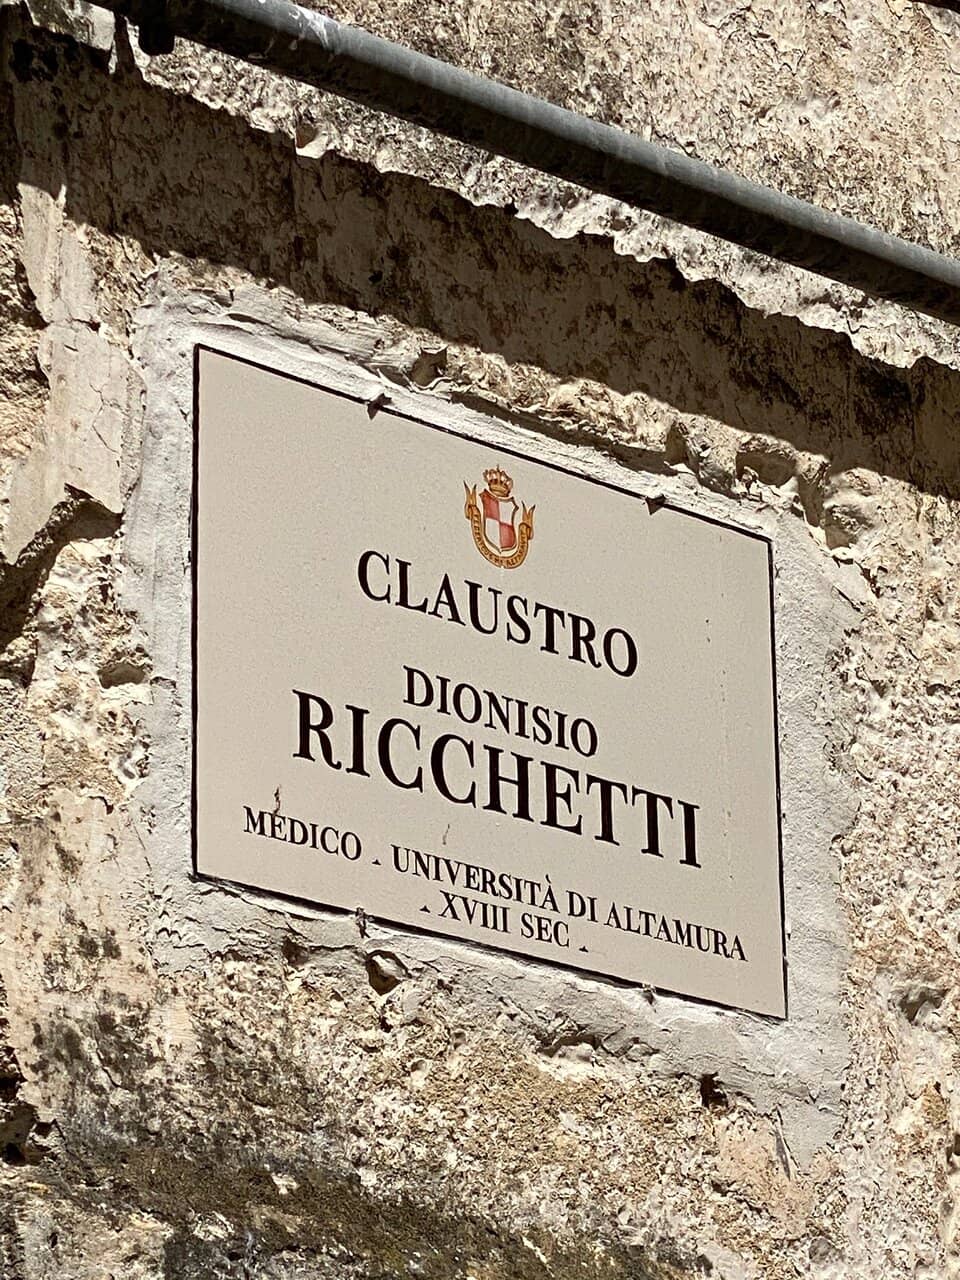 CLAUSTRO
DIONISIO
RICCHETTI
MEDICO - UNIVERSITÀ DI ALTAMURA
- XVIII SEC -